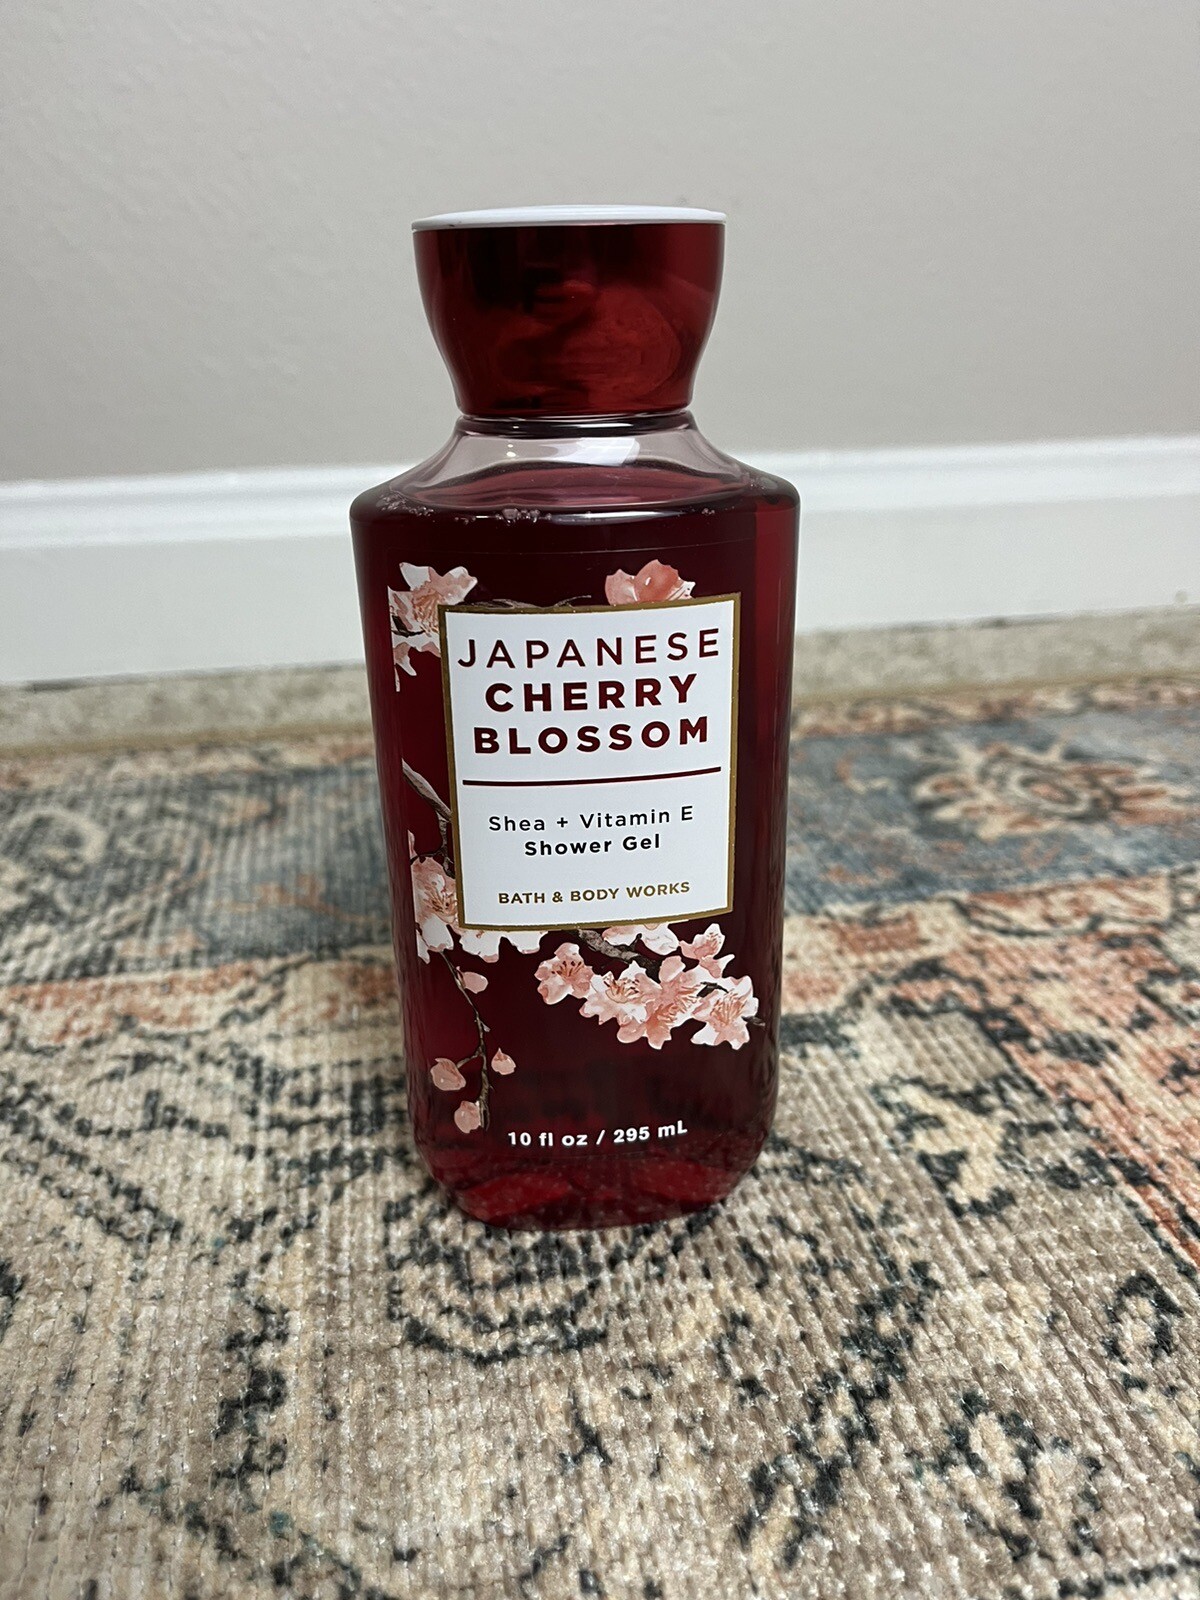 JAPANESE
CHERRY
BLOSSOM
Shea + Vitamin E
Shower Gel
BATH & BODY WORKS
10 fl oz / 295 mL